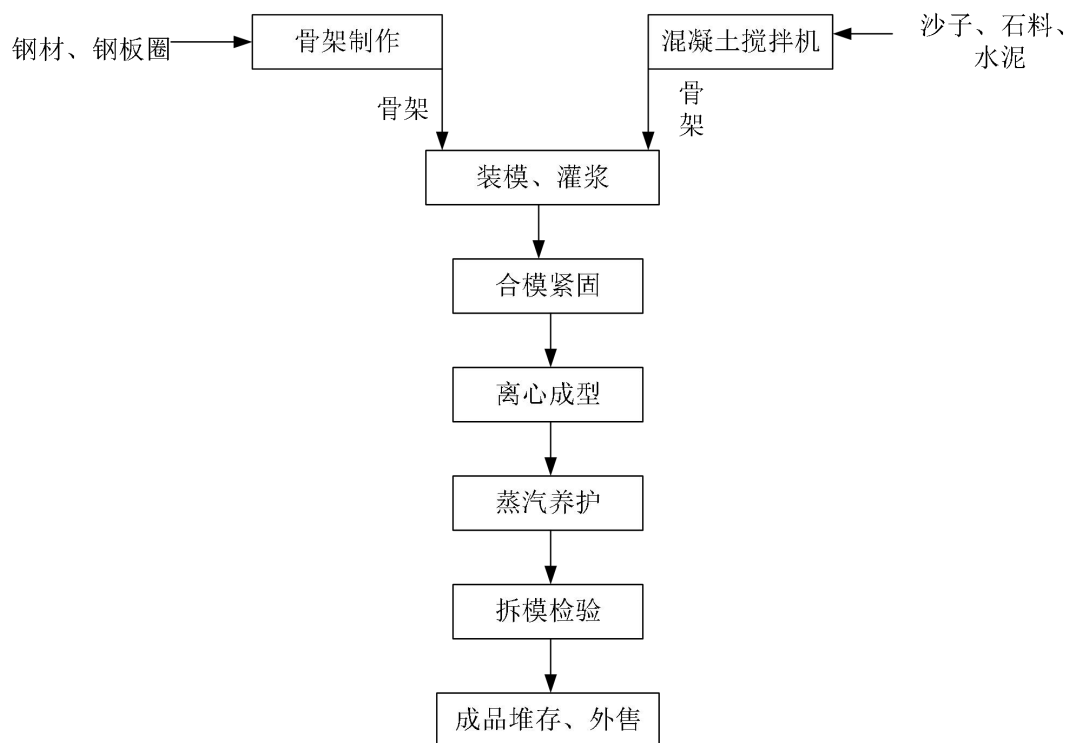 钢材、钢板圈
骨架制作
混凝土搅拌机
沙子、石料、
水泥
骨架
骨
架
装模、灌浆
合模紧固
离心成型
蒸汽养护
拆模检验
成品堆存、外售